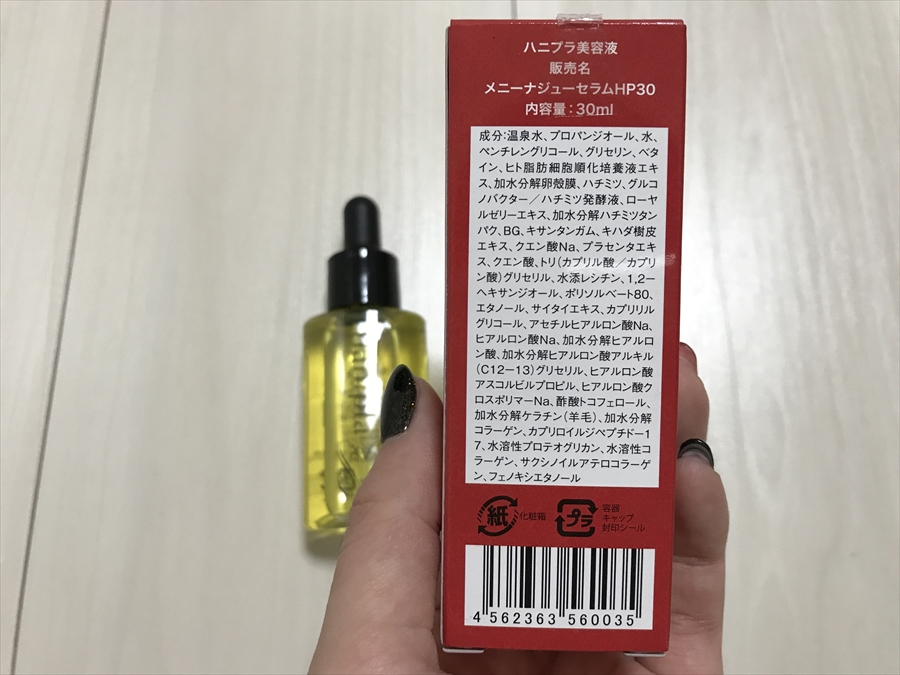 ハニプラ美容液
販売名
メニーナジューセラムHP30
内容量：30ml
成分:温泉水、プロパンジオール、水、
ペンチレングリコール、グリセリン、ベタ
イン、ヒト脂肪細胞順化培養液エキ
ス、加水分解卵殻膜、ハチミツ、グルコ
ノバクター／ハチミツ発酵液、ローヤ
ルゼリーエキス、加水分解ハチミツタン
パク、BG、キサンタンガム、キハダ樹皮
エキス、クエン酸Na、プラセンタエキ
ス、クエン酸、トリ（カプリル酸／カプリ
ン酸）グリセリル、水添レシチン、1,2－
ヘキサンジオール、ポリソルベート80、
エタノール、サイタイエキス、カプリリル
グリコール、アセチルヒアルロン酸Na、
ヒアルロン酸Na、加水分解ヒアルロ
ン酸、加水分解ヒアルロン酸アルキル
（C12－13）グリセリル、ヒアルロン酸
アスコルビルプロピル、ヒアルロン酸ク
ロスポリマーNa、酢酸トコフェロール、
加水分解ケラチン（羊毛）、加水分解
コラーゲン、カプロイルジペプチド－1
7、水溶性プロテオグリカン、水溶性コ
ラーゲン、サクシノイルアテロコラーゲ
ン、フェノキシエタノール
紙
化粧箱
プラ
容器
キャップ
封印シール
4 562363 560035